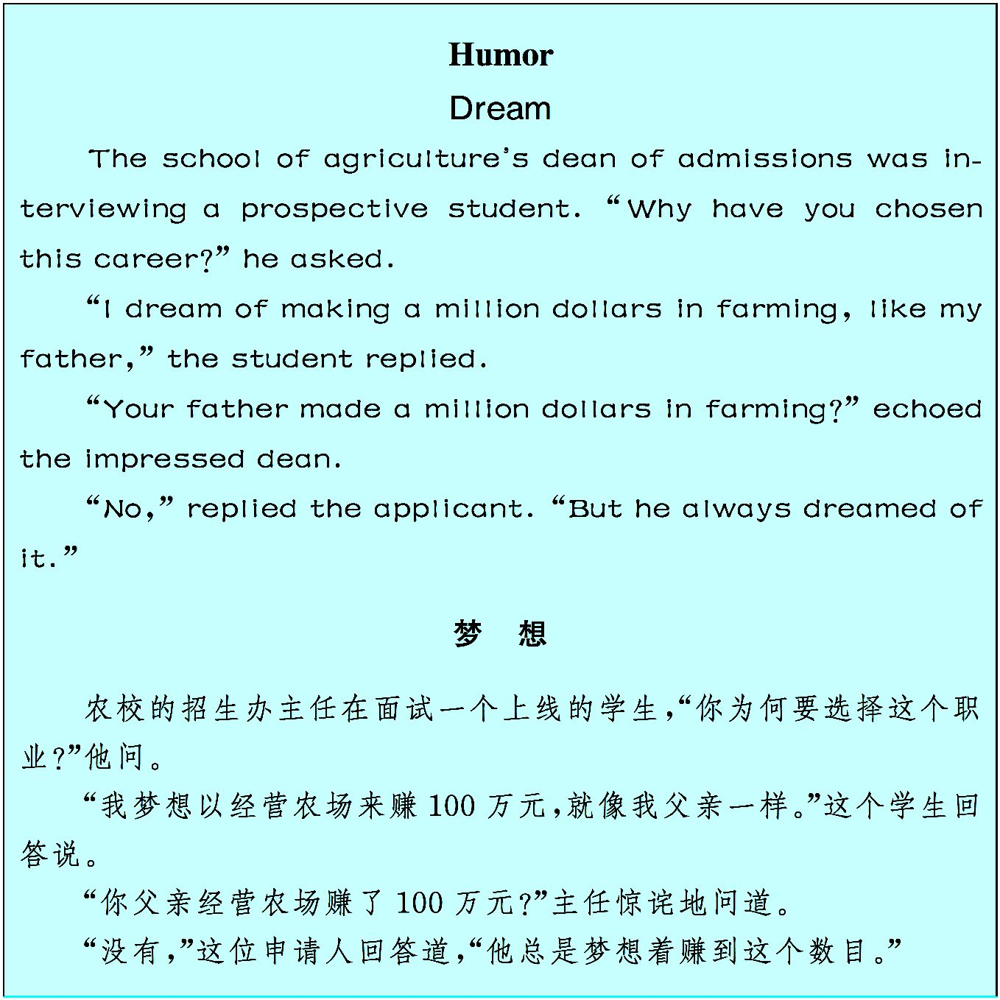 Humor
Dream
The school of agriculture's dean of admissions was in-
terviewing a prospective student. “Why have you chosen
this career?” he asked.
“I dream of making a million dollars in farming, like my
father,” the student replied.
“Your father made a million dollars in farming?” echoed
the impressed dean.
“No,” replied the applicant. “But he always dreamed of
it.”
梦 想
农校的招生办主任在面试一个上线的学生，“你为何要选择这个职
业？”他问。
“我梦想以经营农场来赚 100 万元，就像我父亲一样。”这个学生回
答说。
“你父亲经营农场赚了 100 万元？”主任惊诧地问道。
“没有，”这位申请人回答道，“他总是梦想着赚到这个数目。”